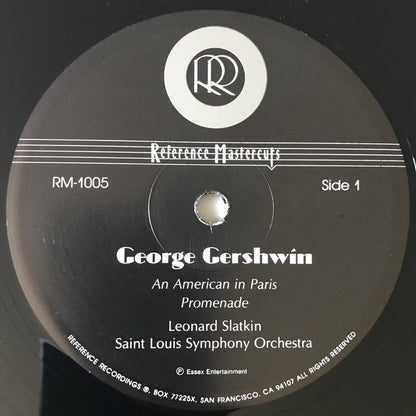 RR
Reference Mastercuts
RM-1005
Side 1
George Gershwin
An American in Paris
Promenade
Leonard Slatkin
Saint Louis Symphony Orchestra
℗ Essex Entertainment
REFERENCE RECORDINGS ®, BOX 77225X, SAN FRANCISCO, CA 94107 ALL RIGHTS RESERVED